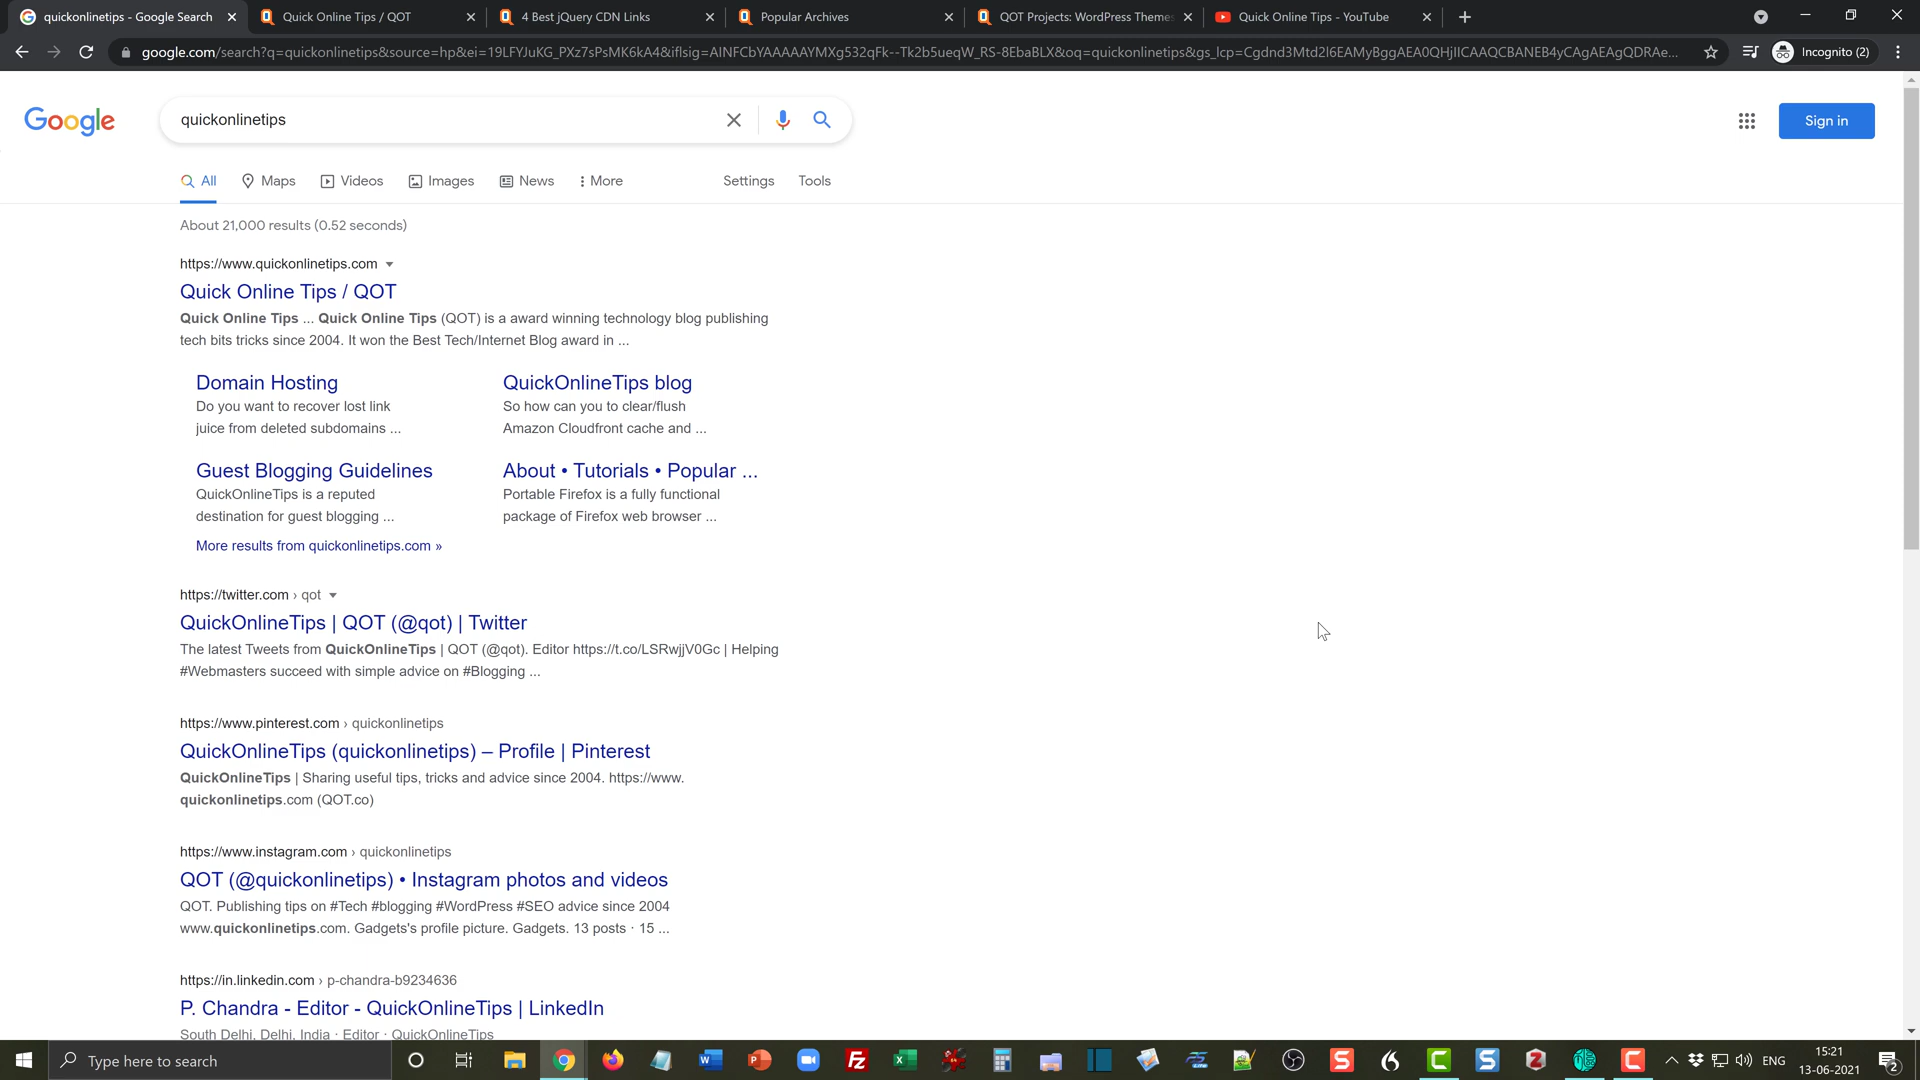 quickonlinetips - Google Search
Quick Online Tips / QOT
4 Best jQuery CDN Links
Popular Archives
QOT Projects: WordPress Themes
Quick Online Tips - YouTube
google.com/search?q=quickonlinetips&source=hp&ei=19LFYJuKG_PXz7sPsMK6kA4&iflsig=AINFCbYAAAAAYMXg532qFk--Tk2b5ueqW_RS-8EbaBLX&oq=quickonlinetips&gs_lcp=Cgdnd3Mtd2l6EAMyBggAEA0QHjIICAAQCBANEB4yCAgAEAgQDRAe...
Incognito (2)
Google
quickonlinetips
Sign in
All
Maps
Videos
Images
News
More
Settings
Tools
About 21,000 results (0.52 seconds)
https://www.quickonlinetips.com
Quick Online Tips / QOT
Quick Online Tips ... Quick Online Tips (QOT) is a award winning technology blog publishing
tech bits tricks since 2004. It won the Best Tech/Internet Blog award in ...
Domain Hosting
Do you want to recover lost link
juice from deleted subdomains ...
QuickOnlineTips blog
So how can you to clear/flush
Amazon Cloudfront cache and ...
Guest Blogging Guidelines
QuickOnlineTips is a reputed
destination for guest blogging ...
About • Tutorials • Popular ...
Portable Firefox is a fully functional
package of Firefox web browser ...
More results from quickonlinetips.com »
https://twitter.com › qot
QuickOnlineTips | QOT (@qot) | Twitter
The latest Tweets from QuickOnlineTips | QOT (@qot). Editor https://t.co/LSRwjjV0Gc | Helping
#Webmasters succeed with simple advice on #Blogging ...
https://www.pinterest.com › quickonlinetips
QuickOnlineTips (quickonlinetips) – Profile | Pinterest
QuickOnlineTips | Sharing useful tips, tricks and advice since 2004. https://www.
quickonlinetips.com (QOT.co)
https://www.instagram.com › quickonlinetips
QOT (@quickonlinetips) • Instagram photos and videos
QOT. Publishing tips on #Tech #blogging #WordPress #SEO advice since 2004
www.quickonlinetips.com. Gadgets's profile picture. Gadgets. 13 posts · 15 ...
https://in.linkedin.com › p-chandra-b9234636
P. Chandra - Editor - QuickOnlineTips | LinkedIn
South Delhi, Delhi, India · Editor · QuickOnlineTips
Type here to search
ENG
15:21
13-06-2021
2